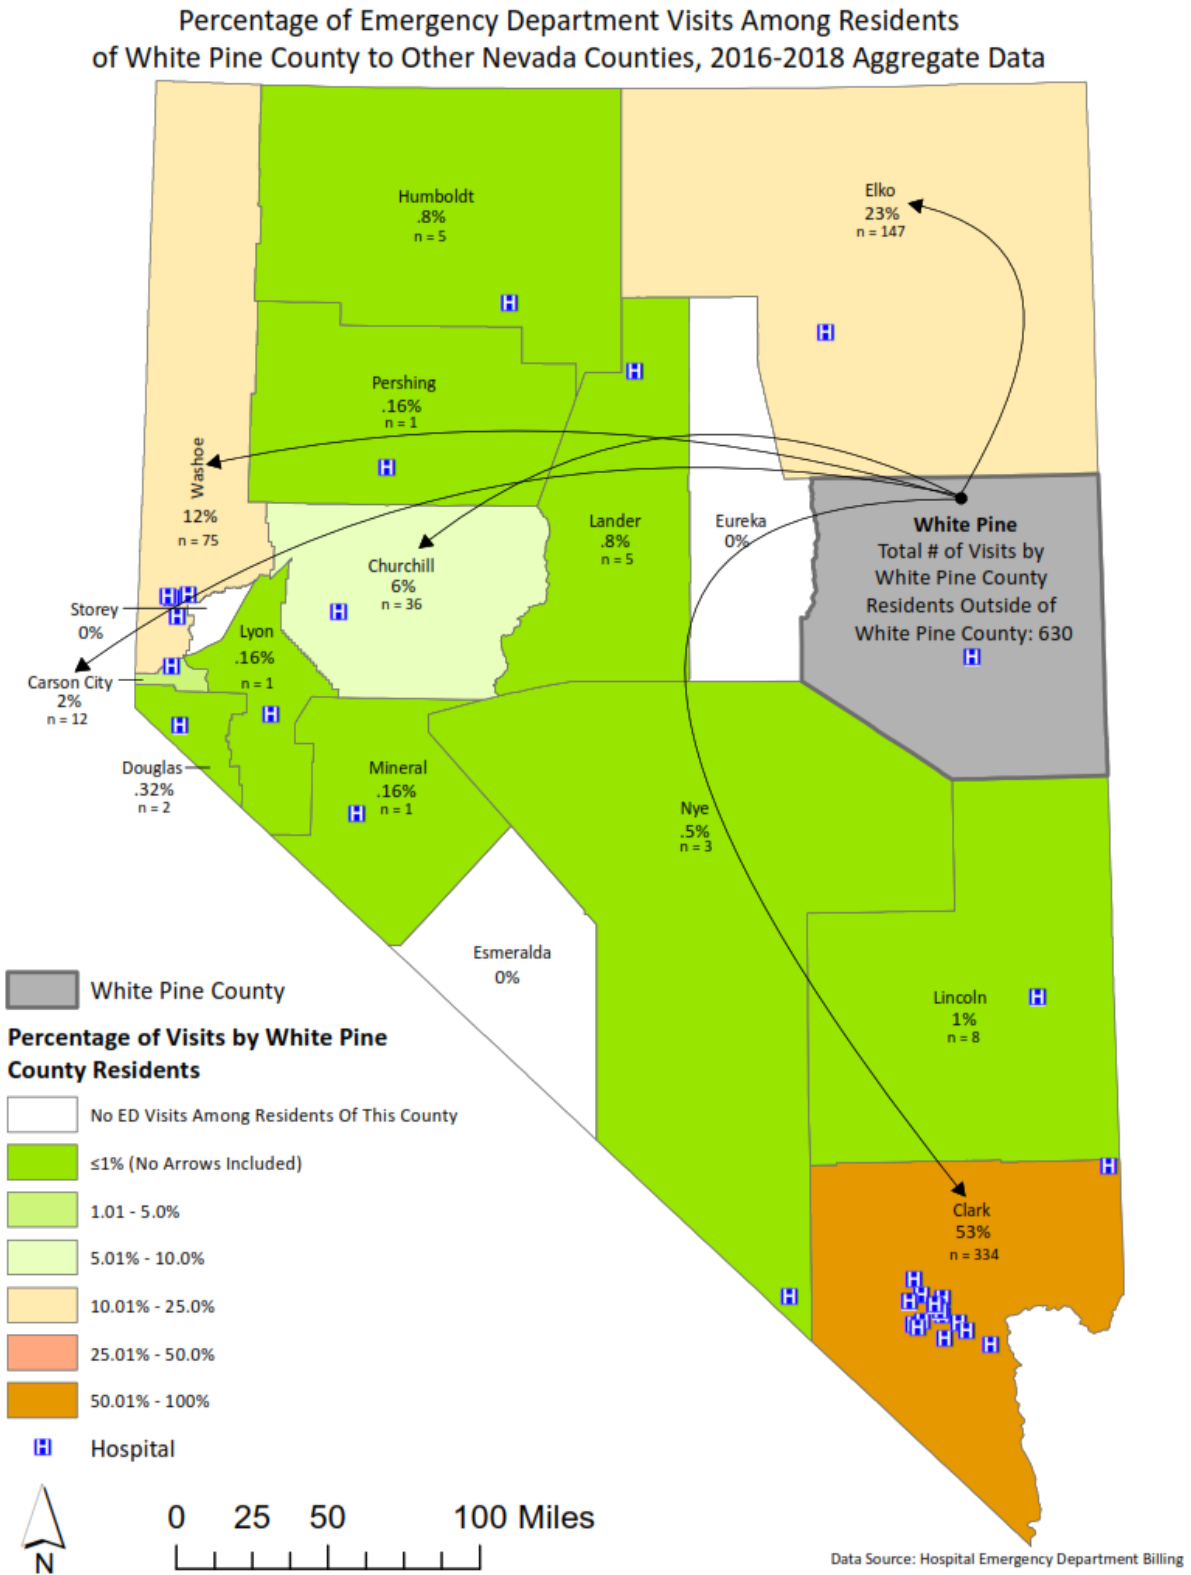 Percentage of Emergency Department Visits Among Residents
of White Pine County to Other Nevada Counties, 2016-2018 Aggregate Data
Humboldt
.8%
n = 5
Elko
23%
n = 147
Pershing
.16%
n = 1
Washoe
12%
n = 75
Lander
.8%
n = 5
Eureka
0%
White Pine
Total # of Visits by
White Pine County
Residents Outside of
White Pine County: 630
Churchill
6%
n = 36
Storey
0%
Lyon
.16%
n = 1
Carson City
2%
n = 12
Douglas
.32%
n = 2
Mineral
.16%
n = 1
Nye
.5%
n = 3
Esmeralda
0%
Lincoln
1%
n = 8
Clark
53%
n = 334
White Pine County
Percentage of Visits by White Pine
County Residents
No ED Visits Among Residents Of This County
≤1% (No Arrows Included)
1.01 - 5.0%
5.01% - 10.0%
10.01% - 25.0%
25.01% - 50.0%
50.01% - 100%
H Hospital
N
0 25 50 100 Miles
Data Source: Hospital Emergency Department Billing